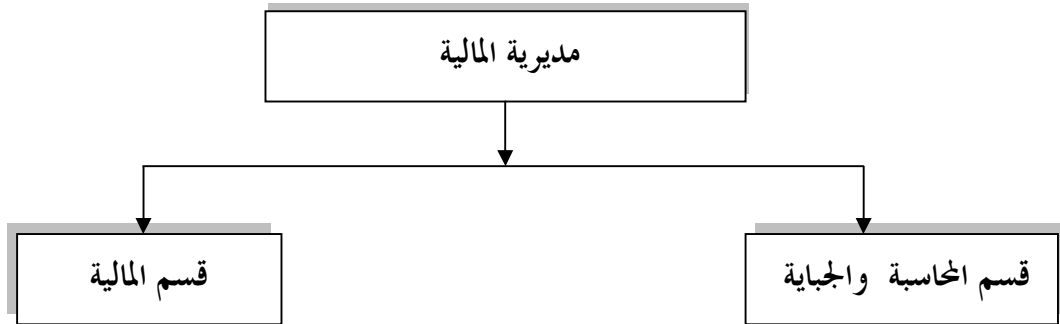 مديرية المالية
قسم المحاسبة والجباية
قسم المالية